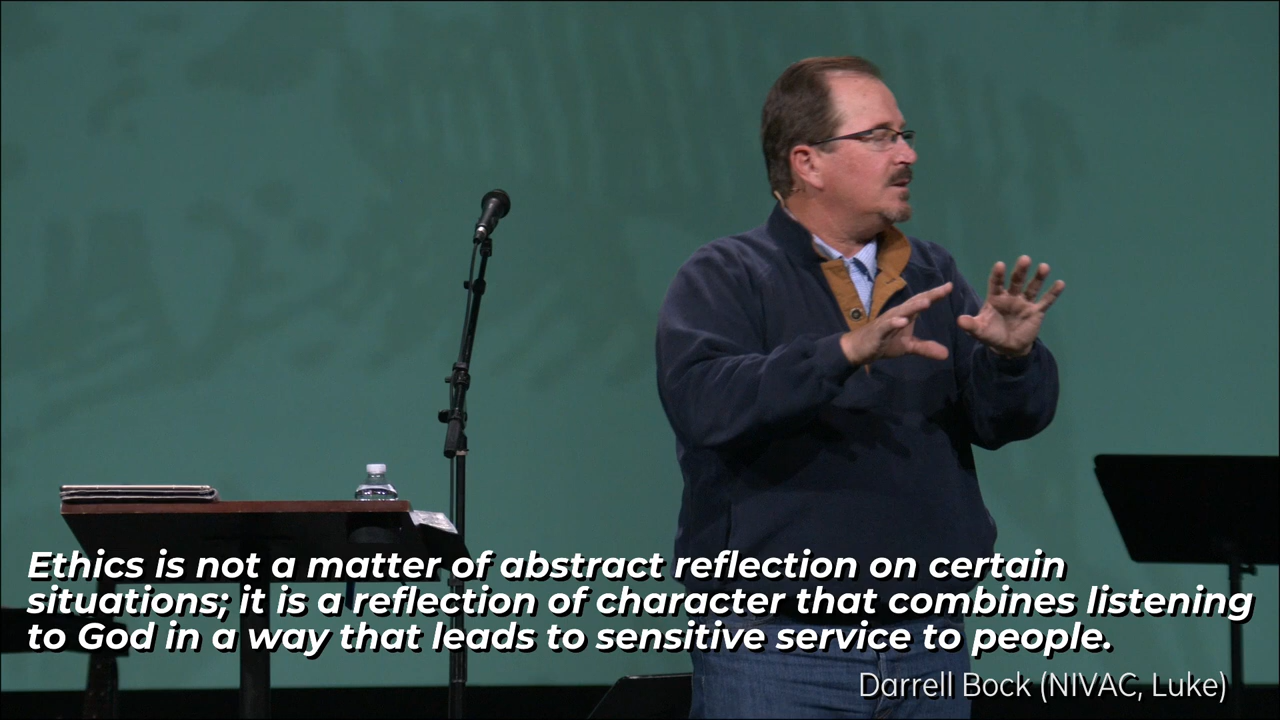 Ethics is not a matter of abstract reflection on certain
situations; it is a reflection of character that combines listening
to God in a way that leads to sensitive service to people.
Darrell Bock (NIVAC, Luke)